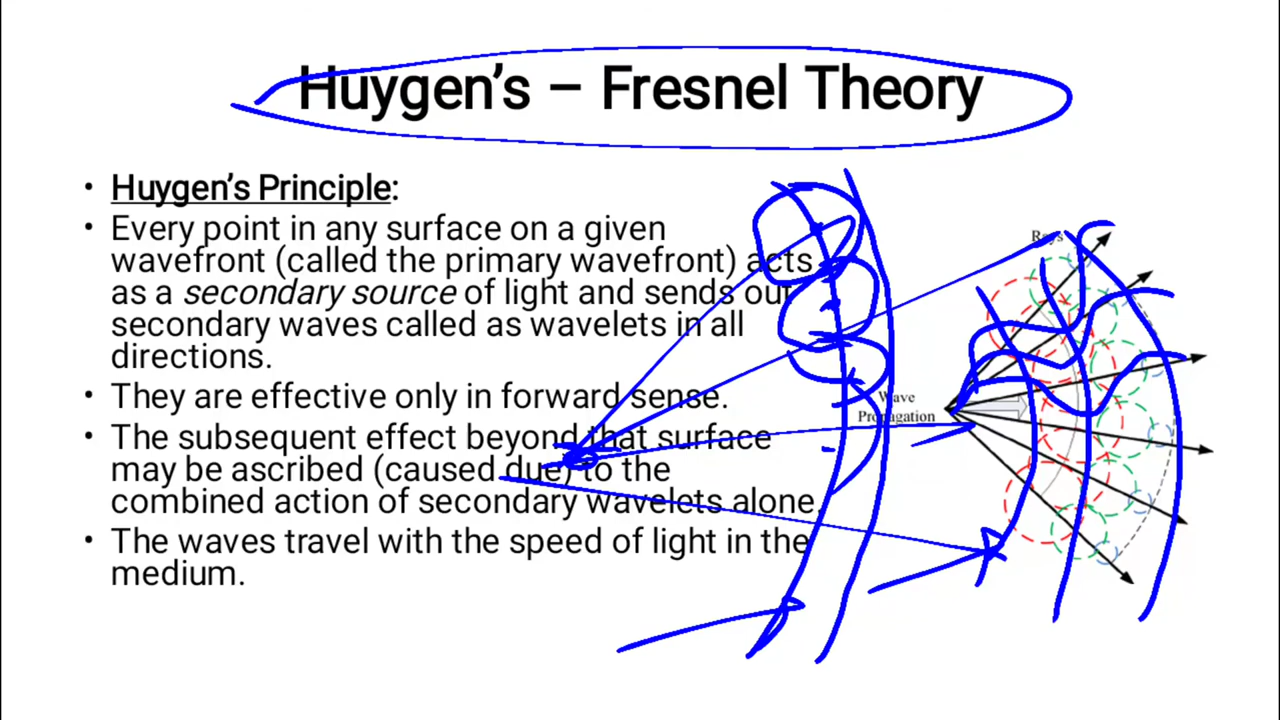 Huygen's – Fresnel Theory
• Huygen's Principle:
• Every point in any surface on a given
wavefront (called the primary wavefront) acts
as a secondary source of light and sends out
secondary waves called as wavelets in all
directions.
• They are effective only in forward sense.
• The subsequent effect beyond that surface
may be ascribed (caused due) to the
combined action of secondary wavelets alone.
• The waves travel with the speed of light in the
medium.
Rays
Wave
Propagation